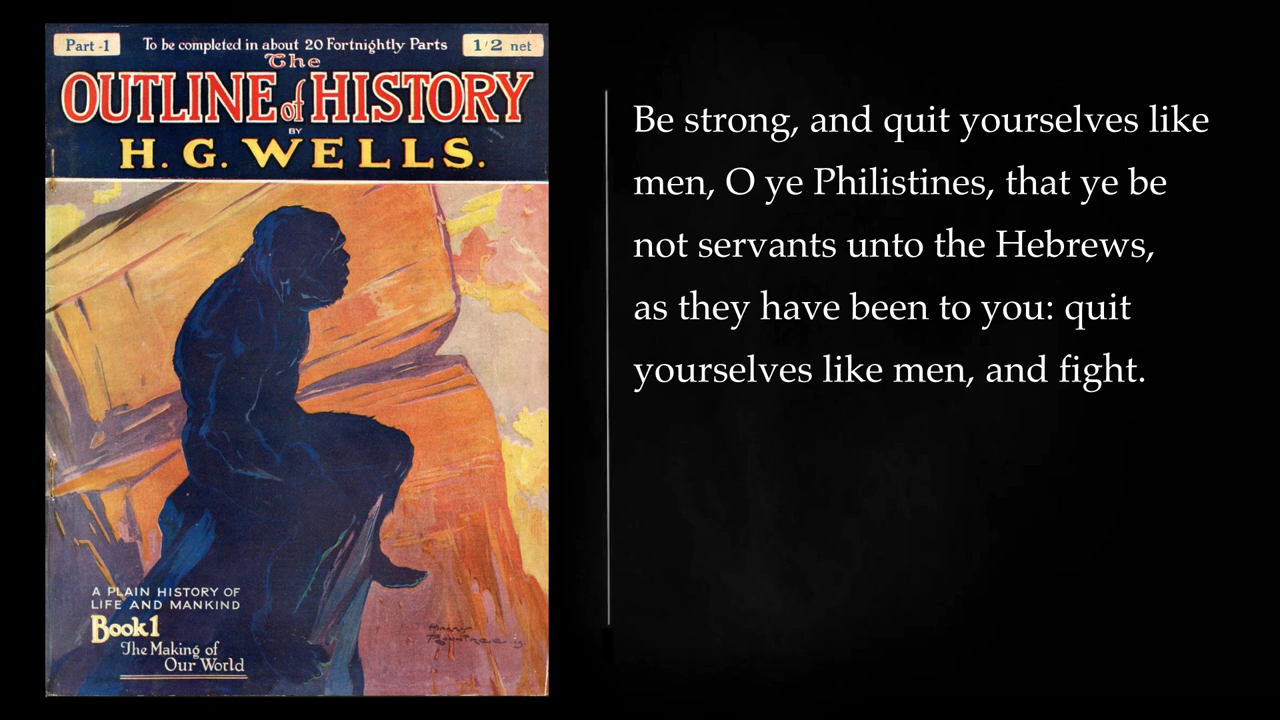 Part -1
To be completed in about 20 Fortnightly Parts
1/2 net
The
OUTLINE of HISTORY
BY
H. G. WELLS.
A PLAIN HISTORY OF
LIFE AND MANKIND
Book 1
The Making of
Our World
Be strong, and quit yourselves like
men, O ye Philistines, that ye be
not servants unto the Hebrews,
as they have been to you: quit
yourselves like men, and fight.